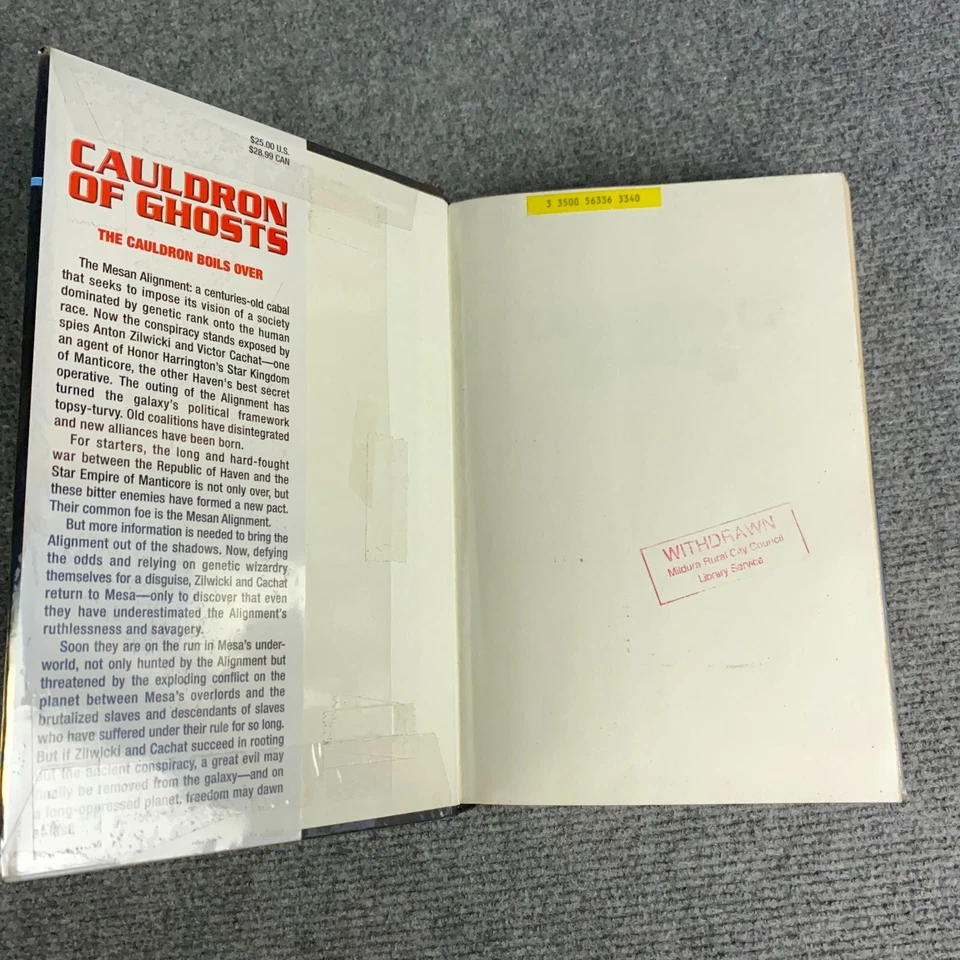 $25.00 U.S.
$28.99 CAN
CAULDRON
OF GHOSTS
THE CAULDRON BOILS OVER
The Mesan Alignment: a centuries-old cabal
that seeks to impose its vision of a society
dominated by genetic rank onto the human
race. Now the conspiracy stands exposed by
spies Anton Zilwicki and Victor Cachat—one
an agent of Honor Harrington's Star Kingdom
of Manticore, the other Haven's best secret
operative. The outing of the Alignment has
turned the galaxy's political framework
topsy-turvy. Old coalitions have disintegrated
and new alliances have been born.
For starters, the long and hard-fought
war between the Republic of Haven and the
Star Empire of Manticore is not only over, but
these bitter enemies have formed a new pact.
Their common foe is the Mesan Alignment.
But more information is needed to bring the
Alignment out of the shadows. Now, defying
the odds and relying on genetic wizardry
themselves for a disguise, Zilwicki and Cachat
return to Mesa—only to discover that even
they have underestimated the Alignment's
ruthlessness and savagery.
Soon they are on the run in Mesa's under-
world, not only hunted by the Alignment but
threatened by the exploding conflict on the
planet between Mesa's overlords and the
brutalized slaves and descendants of slaves
who have suffered under their rule for so long.
But if Zilwicki and Cachat succeed in rooting
out the ancient conspiracy, a great evil may
finally be removed from the galaxy—and on
a long-oppressed planet, freedom may dawn
at last.
3 3500 56336 3340
WITHDRAWN
Mildura Rural City Council
Library Service